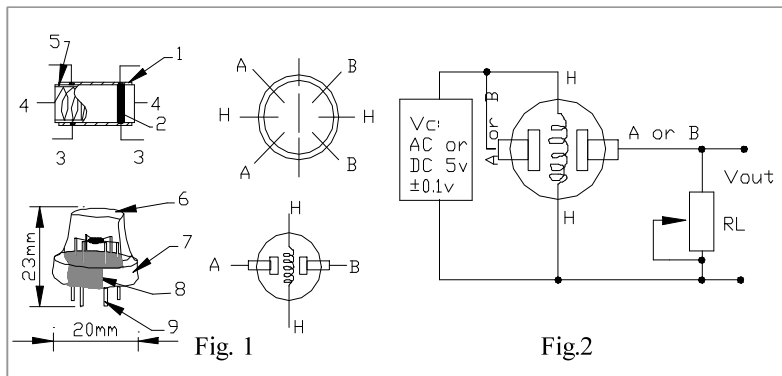 5
1
4
4
2
3
3
A
B
H
H
A
B
6
7
8
9
23mm
20mm
H
A
B
H
Fig. 1
Vc:
AC or
DC 5v
±0.1v
A or B
H
H
A or B
Vout
RL
Fig.2